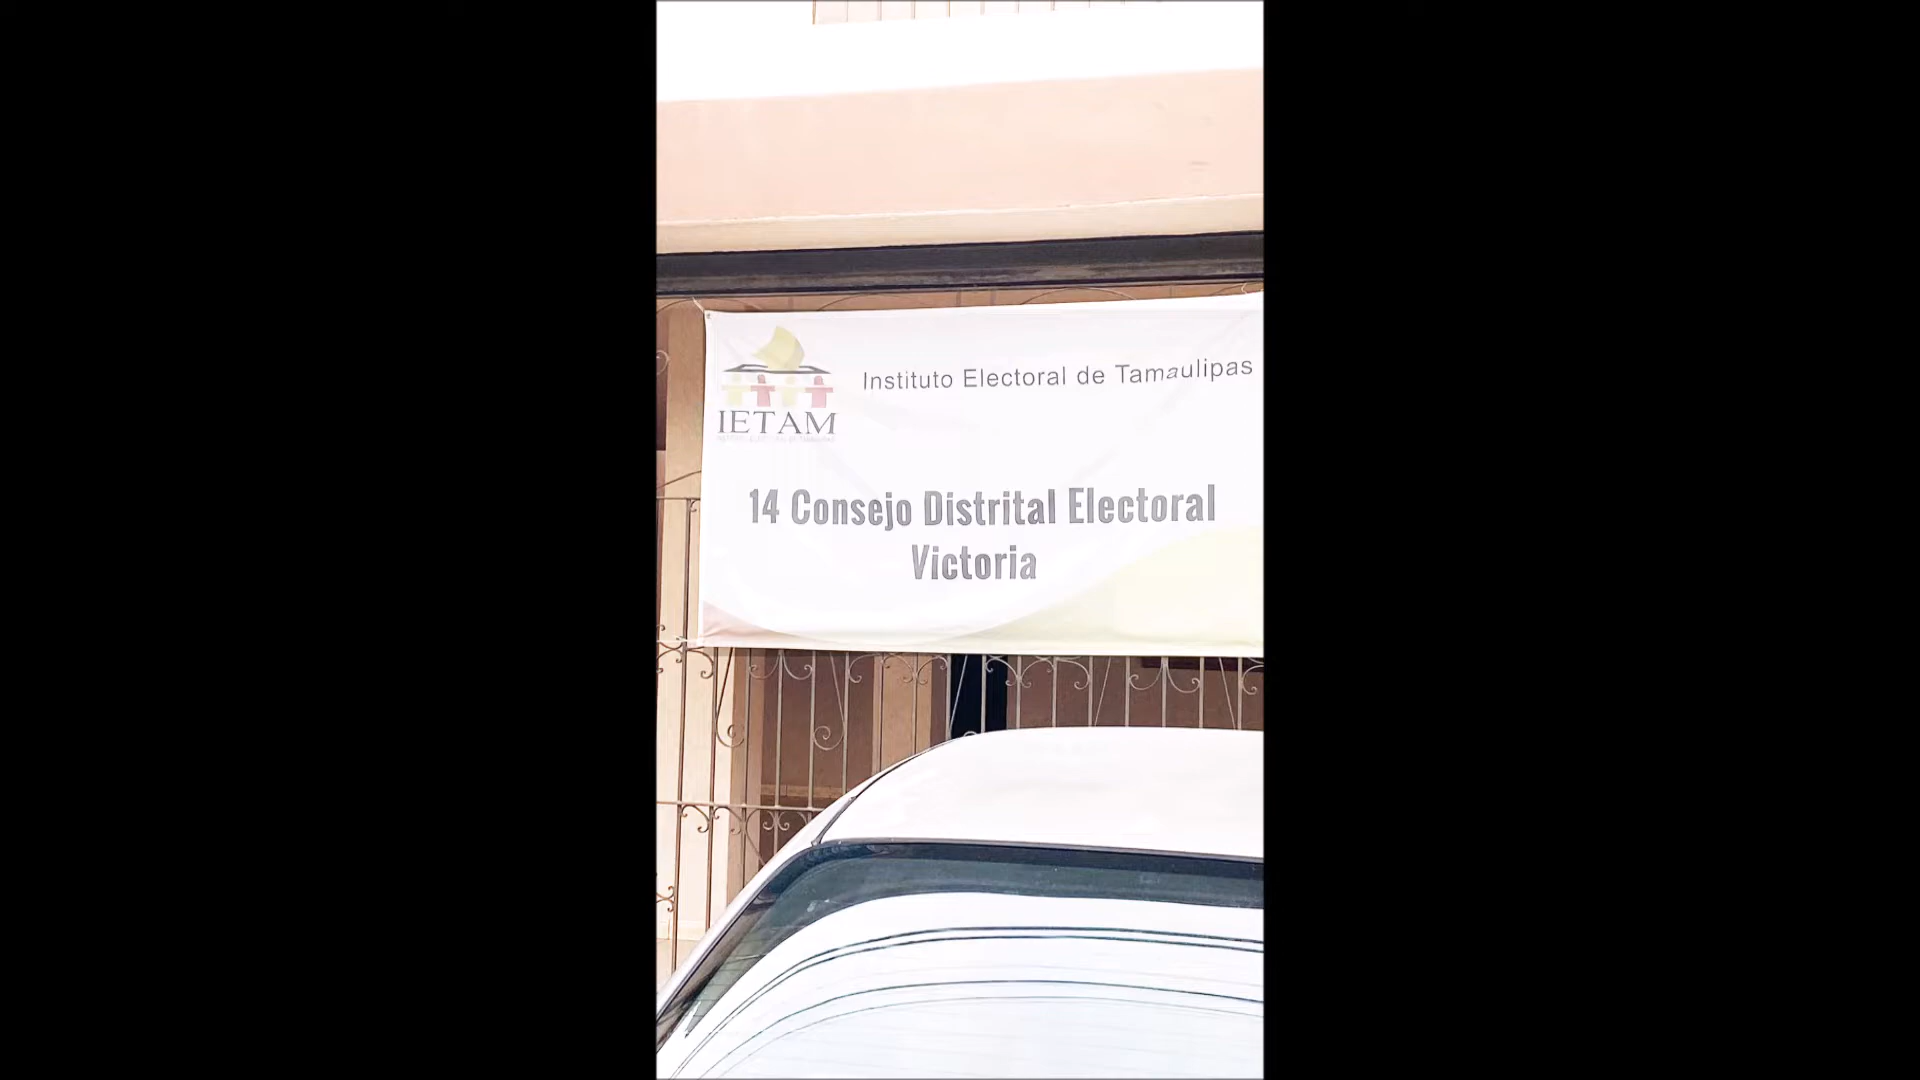 Instituto Electoral de Tamaulipas
IETAM
14 Consejo Distrital Electoral
Victoria